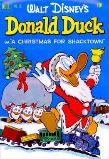 WALT DISNEY'S
Donald Duck
in "A CHRISTMAS FOR SHACKTOWN"